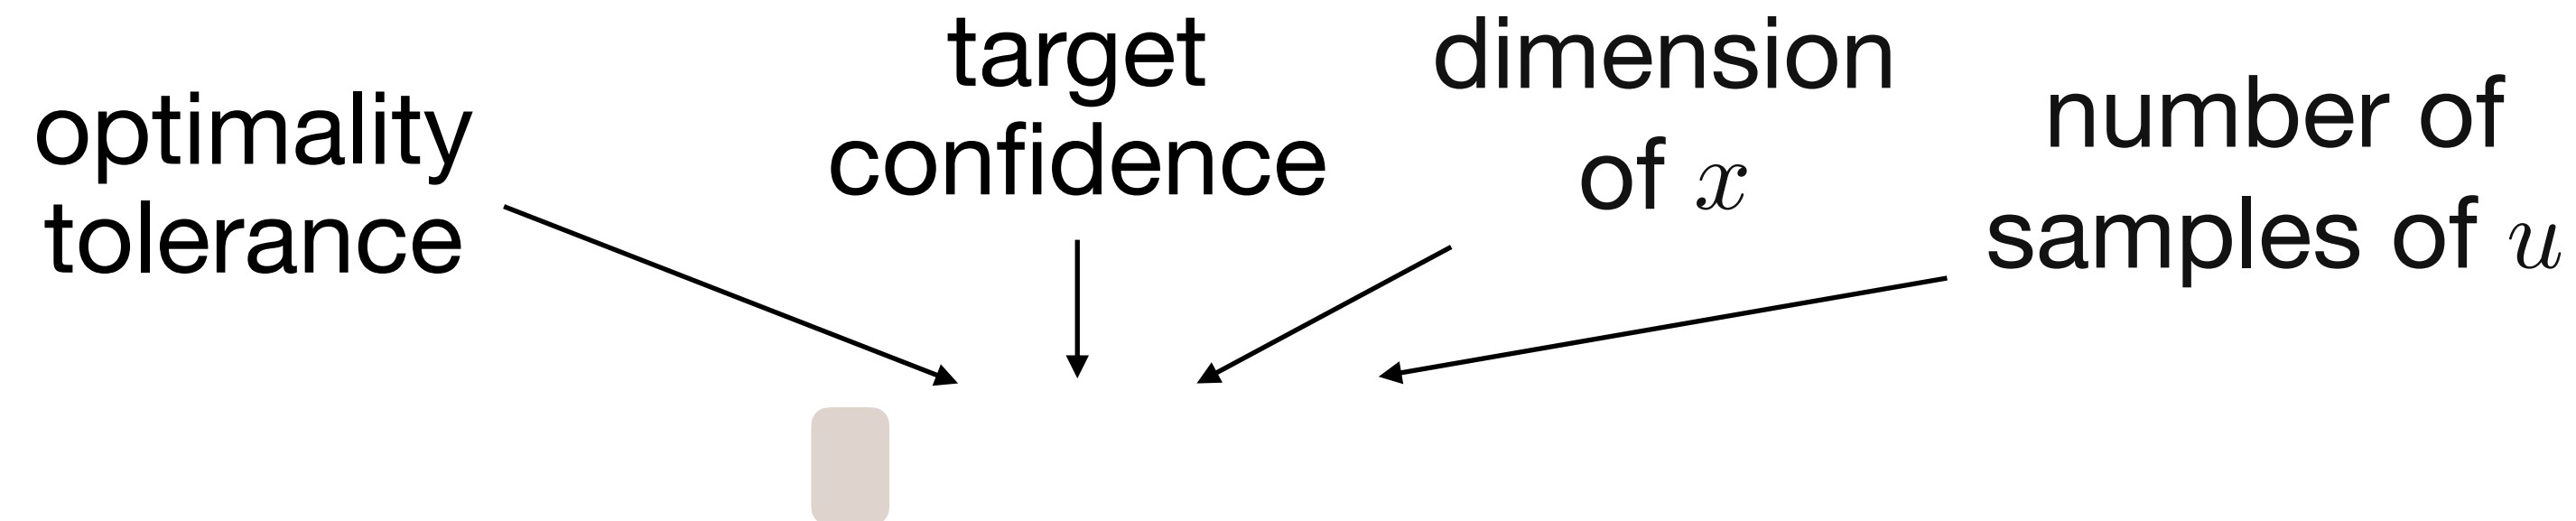 optimality
tolerance
target
confidence
dimension
of x
number of
samples of u